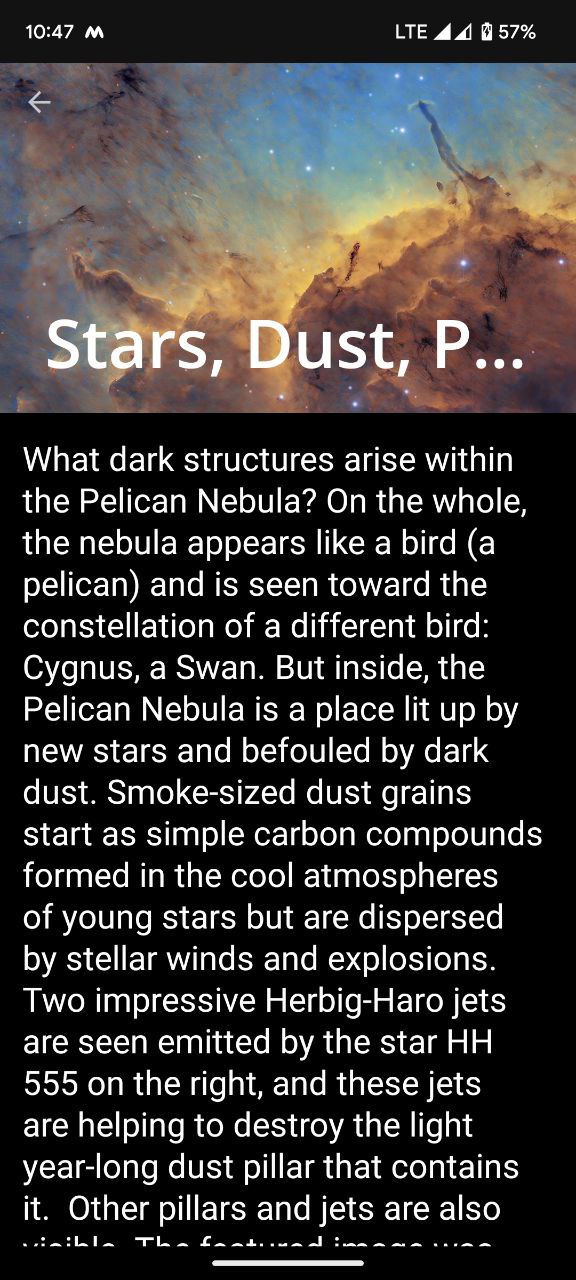 10:47
LTE 57%
Stars, Dust, P...
What dark structures arise within
the Pelican Nebula? On the whole,
the nebula appears like a bird (a
pelican) and is seen toward the
constellation of a different bird:
Cygnus, a Swan. But inside, the
Pelican Nebula is a place lit up by
new stars and befouled by dark
dust. Smoke-sized dust grains
start as simple carbon compounds
formed in the cool atmospheres
of young stars but are dispersed
by stellar winds and explosions.
Two impressive Herbig-Haro jets
are seen emitted by the star HH
555 on the right, and these jets
are helping to destroy the light
year-long dust pillar that contains
it.  Other pillars and jets are also
visible. The featured image was